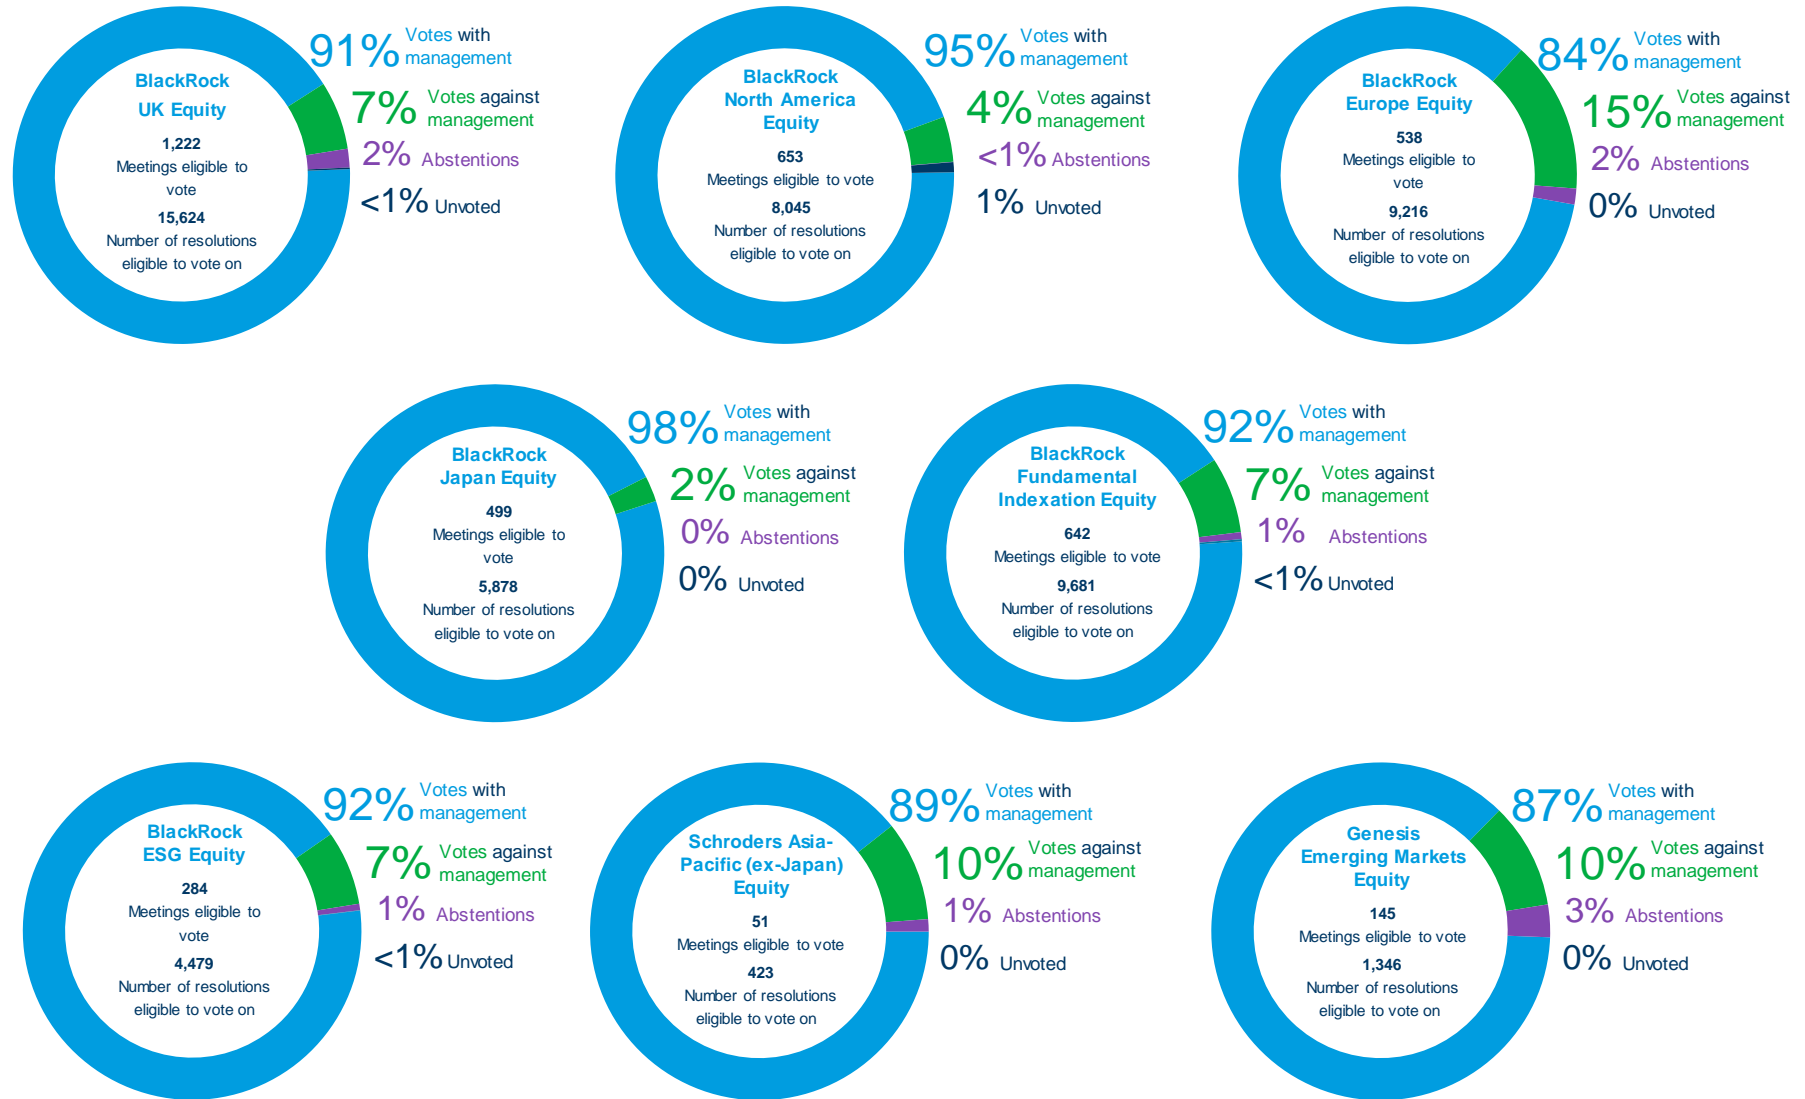 BlackRock
UK Equity
1,222
Meetings eligible to
vote
15,624
Number of resolutions
eligible to vote on
91% Votes with
management
7% Votes against
management
2% Abstentions
<1% Unvoted
BlackRock
North America
Equity
653
Meetings eligible to vote
8,045
Number of resolutions
eligible to vote on
95% Votes with
management
4% Votes against
management
<1% Abstentions
1% Unvoted
BlackRock
Europe Equity
538
Meetings eligible to
vote
9,216
Number of resolutions
eligible to vote on
84% Votes with
management
15% Votes against
management
2% Abstentions
0% Unvoted
BlackRock
Japan Equity
499
Meetings eligible to
vote
5,878
Number of resolutions
eligible to vote on
98% Votes with
management
2% Votes against
management
0% Abstentions
0% Unvoted
BlackRock
Fundamental
Indexation Equity
642
Meetings eligible to vote
9,681
Number of resolutions
eligible to vote on
92% Votes with
management
7% Votes against
management
1% Abstentions
<1% Unvoted
BlackRock
ESG Equity
284
Meetings eligible to
vote
4,479
Number of resolutions
eligible to vote on
92% Votes with
management
7% Votes against
management
1% Abstentions
<1% Unvoted
Schroders Asia-
Pacific (ex-Japan)
Equity
51
Meetings eligible to vote
423
Number of resolutions
eligible to vote on
89% Votes with
management
10% Votes against
management
1% Abstentions
0% Unvoted
Genesis
Emerging Markets
Equity
145
Meetings eligible to vote
1,346
Number of resolutions
eligible to vote on
87% Votes with
management
10% Votes against
management
3% Abstentions
0% Unvoted